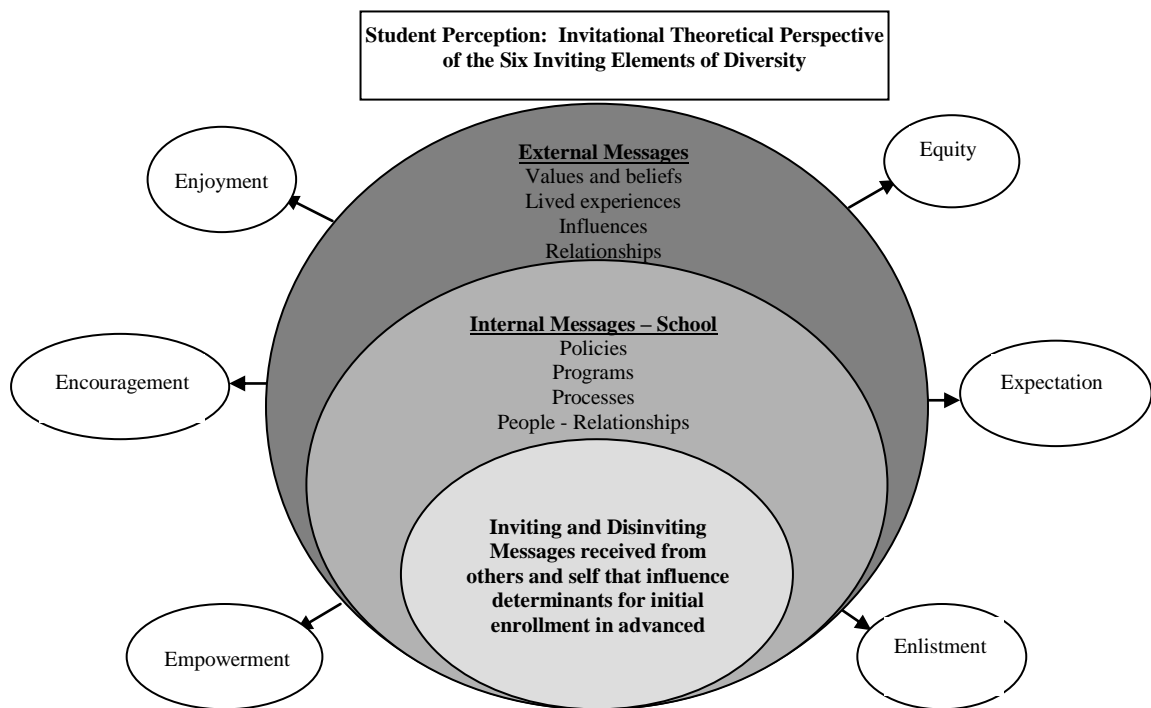 Student Perception: Invitational Theoretical Perspective
of the Six Inviting Elements of Diversity
External Messages
Values and beliefs
Lived experiences
Influences
Relationships
Internal Messages – School
Policies
Programs
Processes
People - Relationships
Inviting and Disinviting
Messages received from
others and self that influence
determinants for initial
enrollment in advanced
Enjoyment
Equity
Encouragement
Expectation
Empowerment
Enlistment